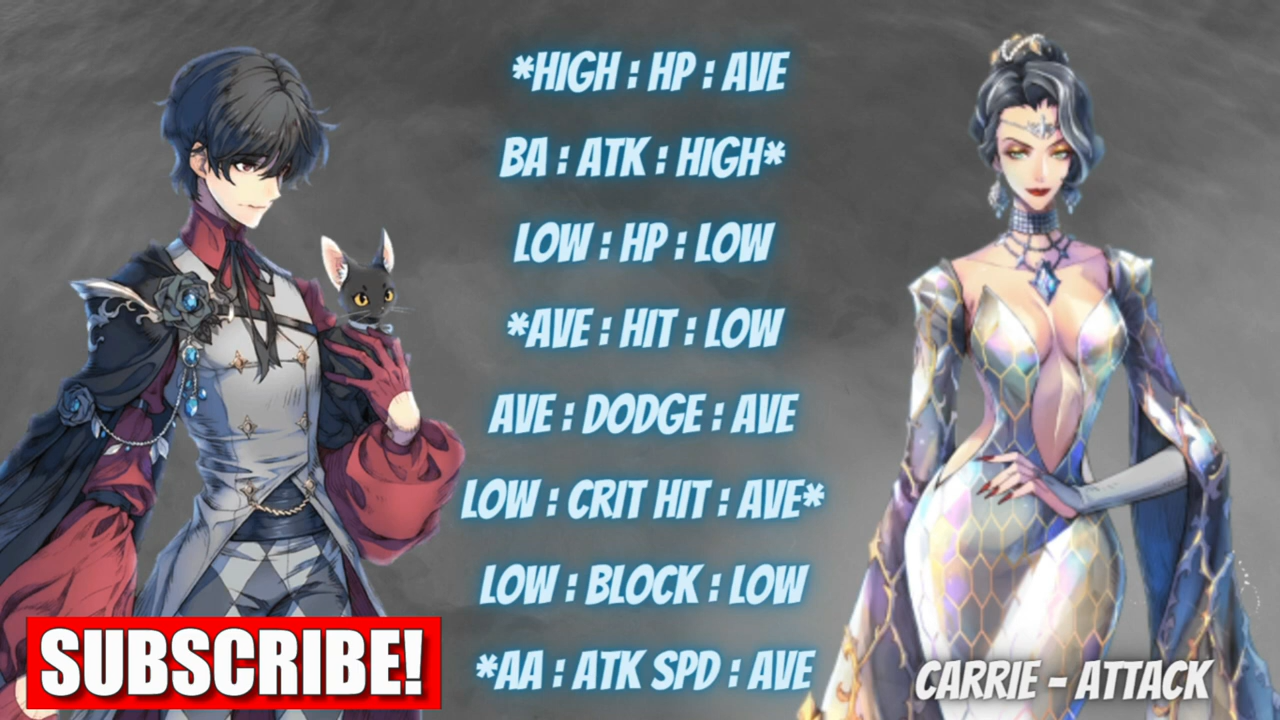 *HIGH : HP : AVE
BA : ATK : HIGH*
LOW : HP : LOW
*AVE : HIT : LOW
AVE : DODGE : AVE
LOW : CRIT HIT : AVE*
LOW : BLOCK : LOW
*AA : ATK SPD : AVE
SUBSCRIBE!
CARRIE - ATTACK